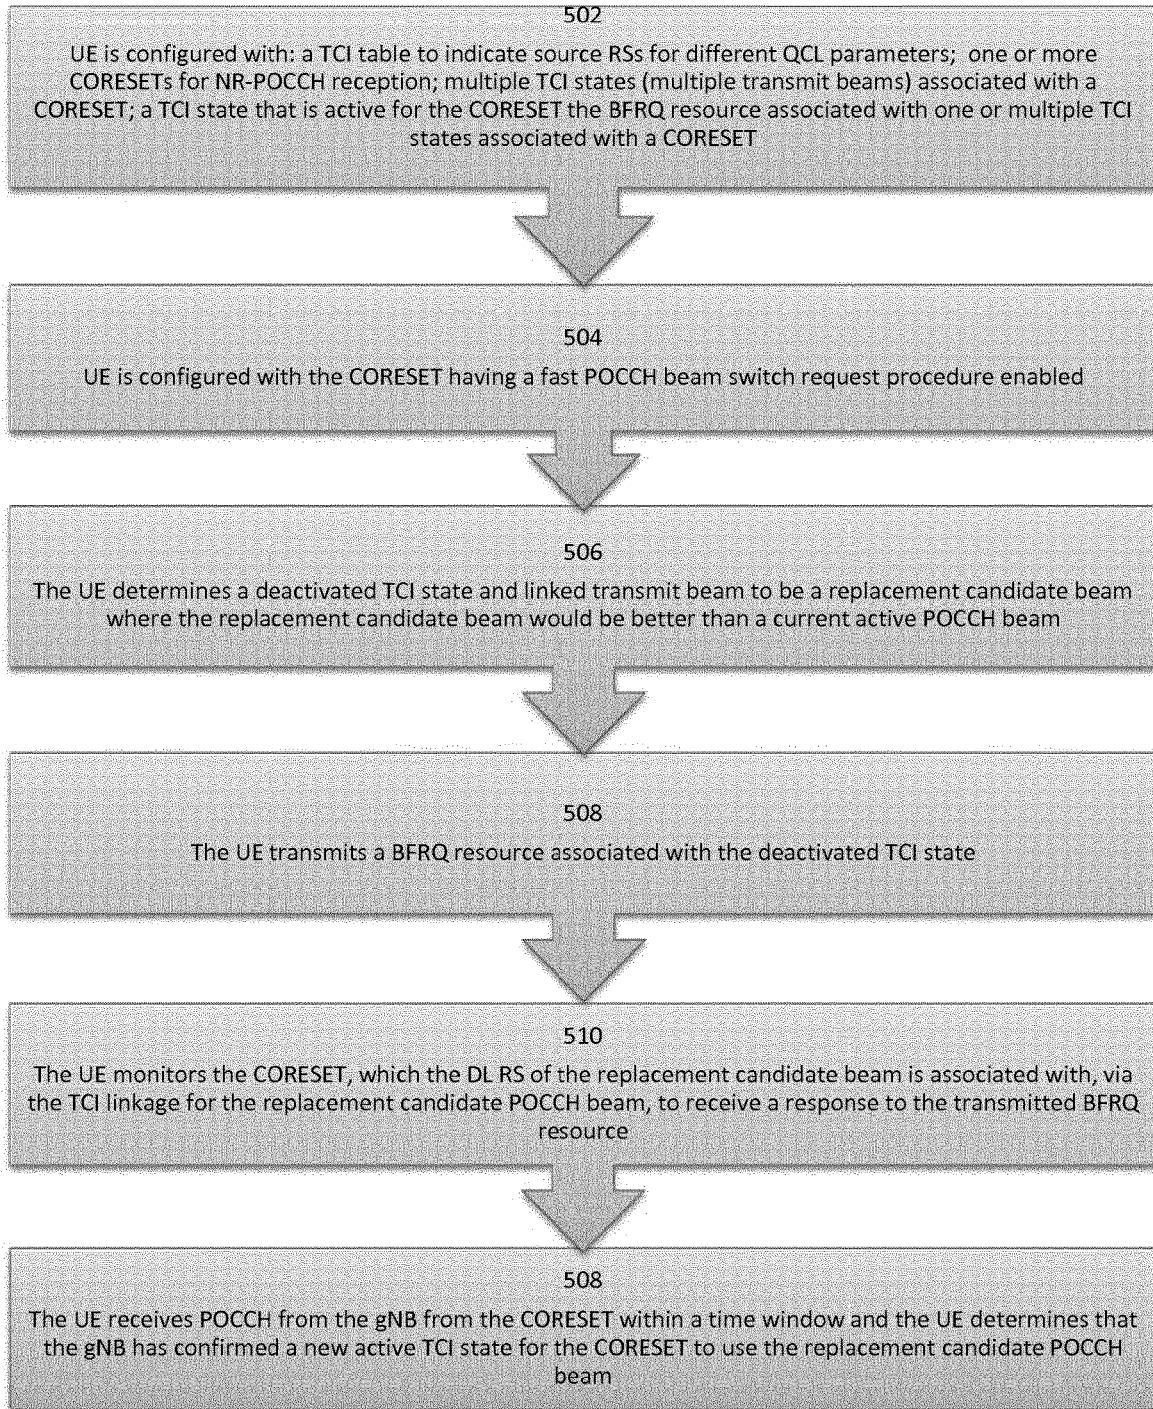 502
UE is configured with: a TCI table to indicate source RSs for different QCL parameters; one or more
CORESETs for NR-POCCH reception; multiple TCI states (multiple transmit beams) associated with a
CORESET; a TCI state that is active for the CORESET the BFRQ resource associated with one or multiple TCI
states associated with a CORESET
504
UE is configured with the CORESET having a fast POCCH beam switch request procedure enabled
506
The UE determines a deactivated TCI state and linked transmit beam to be a replacement candidate beam
where the replacement candidate beam would be better than a current active POCCH beam
508
The UE transmits a BFRQ resource associated with the deactivated TCI state
510
The UE monitors the CORESET, which the DL RS of the replacement candidate beam is associated with, via
the TCI linkage for the replacement candidate POCCH beam, to receive a response to the transmitted BFRQ
resource
508
The UE receives POCCH from the gNB from the CORESET within a time window and the UE determines that
the gNB has confirmed a new active TCI state for the CORESET to use the replacement candidate POCCH
beam